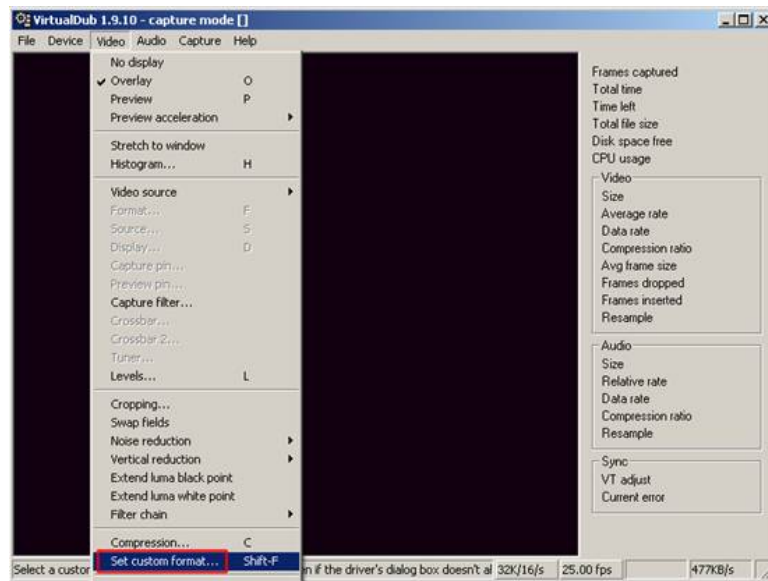 VirtualDub 1.9.10 - capture mode []
File Device Video Audio Capture Help
No display
Overlay O
Preview P
Preview acceleration
Stretch to window
Histogram... H
Video source
Format... F
Source... S
Display... D
Capture pin...
Preview pin...
Capture filter...
Crossbar...
Crossbar 2...
Tuner...
Levels... L
Cropping...
Swap fields
Noise reduction
Vertical reduction
Extend luma black point
Extend luma white point
Filter chain
Compression... C
Set custom format... Shift-F
Frames captured
Total time
Time left
Total file size
Disk space free
CPU usage
Video
Size
Average rate
Data rate
Compression ratio
Avg frame size
Frames dropped
Frames inserted
Resample
Audio
Size
Relative rate
Data rate
Compression ratio
Resample
Sync
VT adjust
Current error
Select a custor n if the driver's dialog box doesn't al 32K/16/s 25.00 fps 477KB/s